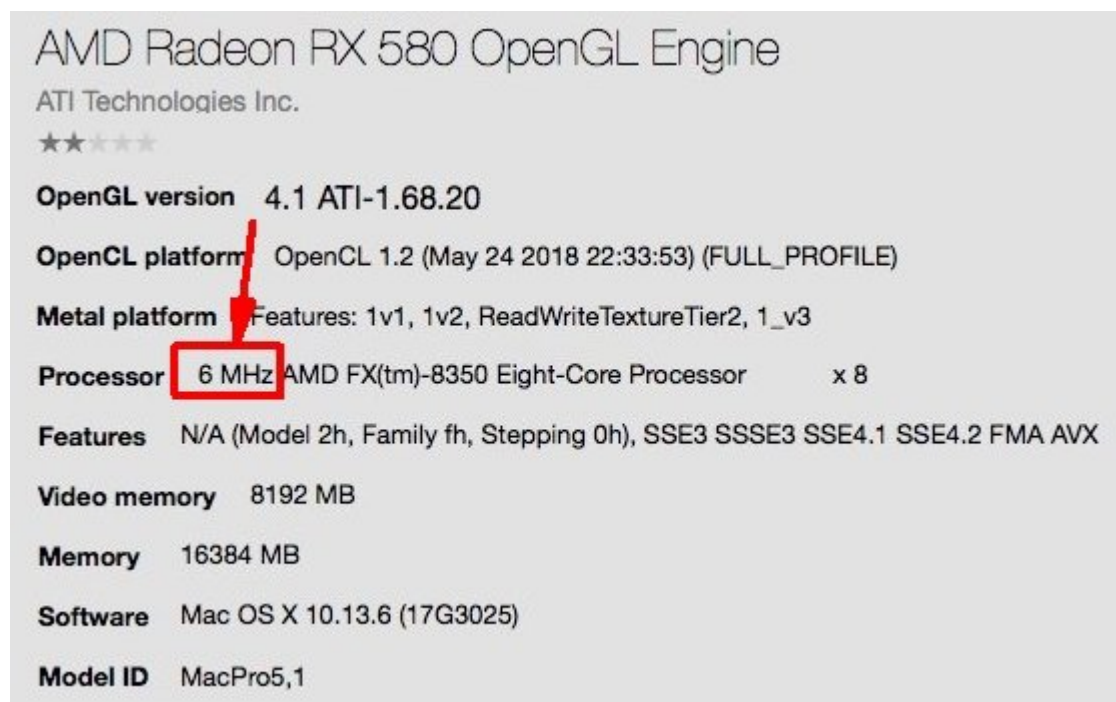 AMD Radeon RX 580 OpenGL Engine
ATI Technologies Inc.
★★★★★
OpenGL version 4.1 ATI-1.68.20
OpenCL platform OpenCL 1.2 (May 24 2018 22:33:53) (FULL_PROFILE)
Metal platform Features: 1v1, 1v2, ReadWriteTextureTier2, 1_v3
Processor 6 MHz AMD FX(tm)-8350 Eight-Core Processor x 8
Features N/A (Model 2h, Family fh, Stepping 0h), SSE3 SSSE3 SSE4.1 SSE4.2 FMA AVX
Video memory 8192 MB
Memory 16384 MB
Software Mac OS X 10.13.6 (17G3025)
Model ID MacPro5,1